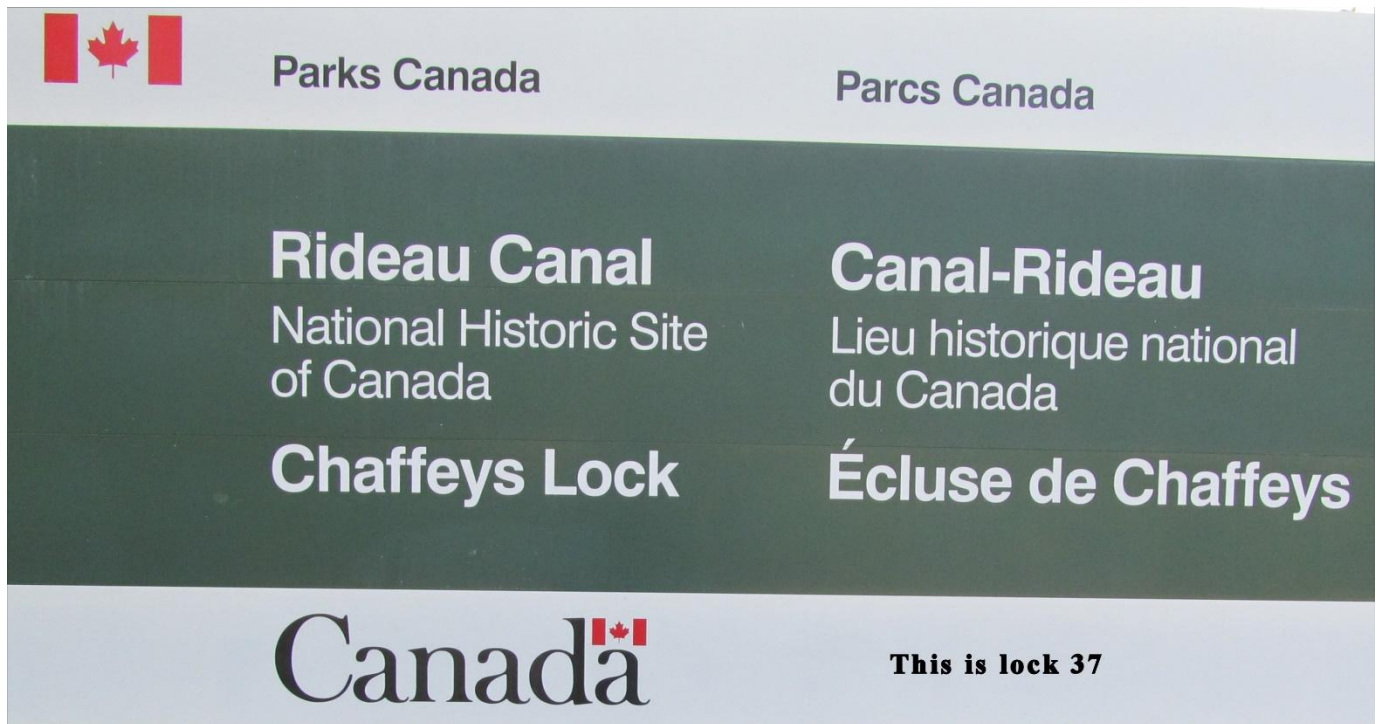 Parks Canada
Parcs Canada
Rideau Canal
National Historic Site
of Canada
Chaffeys Lock
Canal-Rideau
Lieu historique national
du Canada
Écluse de Chaffeys
Canada
This is lock 37